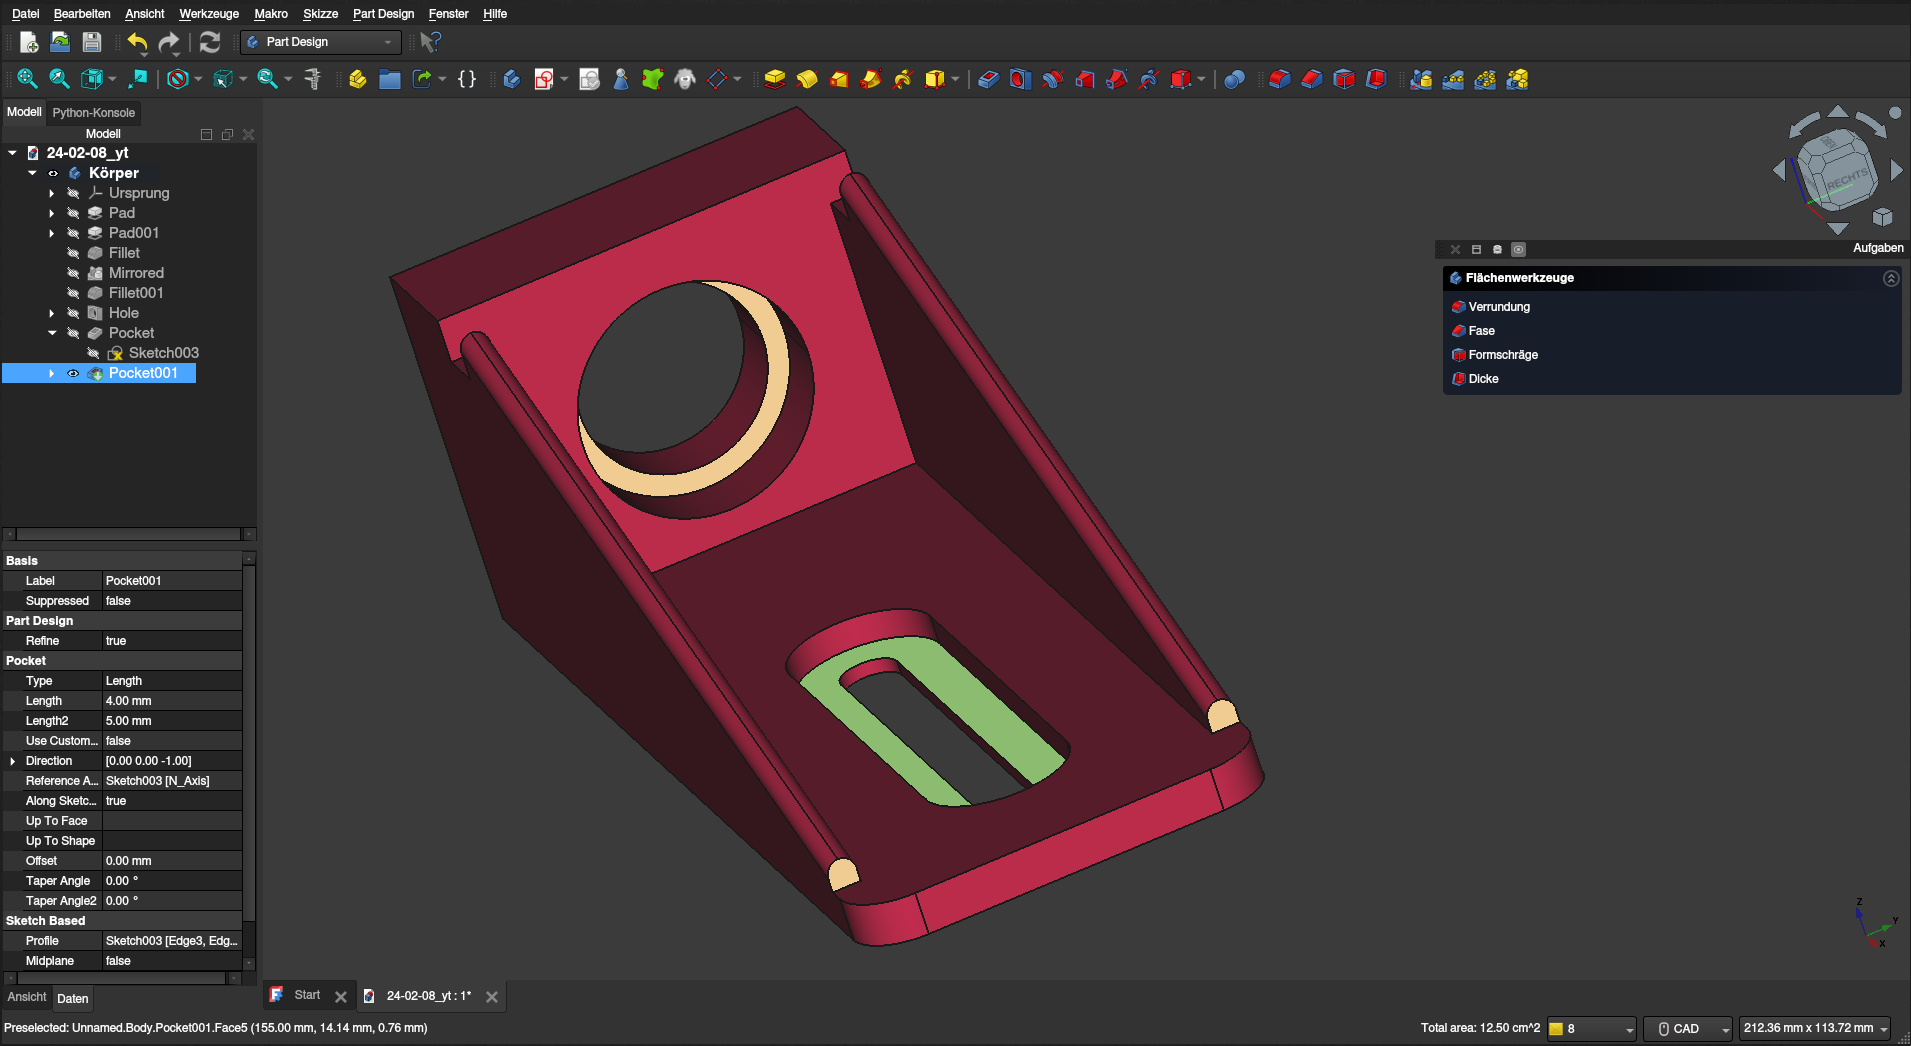 Datei Bearbeiten Ansicht Werkzeuge Makro Skizze Part Design Fenster Hilfe
Part Design
Modell Python-Konsole
Modell
24-02-08_yt
Körper
Ursprung
Pad
Pad001
Fillet
Mirrored
Fillet001
Hole
Pocket
Sketch003
Pocket001
RECHTS
Aufgaben
Flächenwerkzeuge
Verrundung
Fase
Formschräge
Dicke
Basis
Label Pocket001
Suppressed false
Part Design
Refine true
Pocket
Type Length
Length 4.00 mm
Length2 5.00 mm
Use Custom... false
Direction [0.00 0.00 -1.00]
Reference A... Sketch003 [N_Axis]
Along Sketc... true
Up To Face
Up To Shape
Offset 0.00 mm
Taper Angle 0.00 °
Taper Angle2 0.00 °
Sketch Based
Profile Sketch003 [Edge3, Edg...
Midplane false
Z
Y
X
Ansicht Daten
Start 24-02-08_yt : 1*
Preselected: Unnamed.Body.Pocket001.Face5 (155.00 mm, 14.14 mm, 0.76 mm)
Total area: 12.50 cm^2 8 CAD 212.36 mm x 113.72 mm